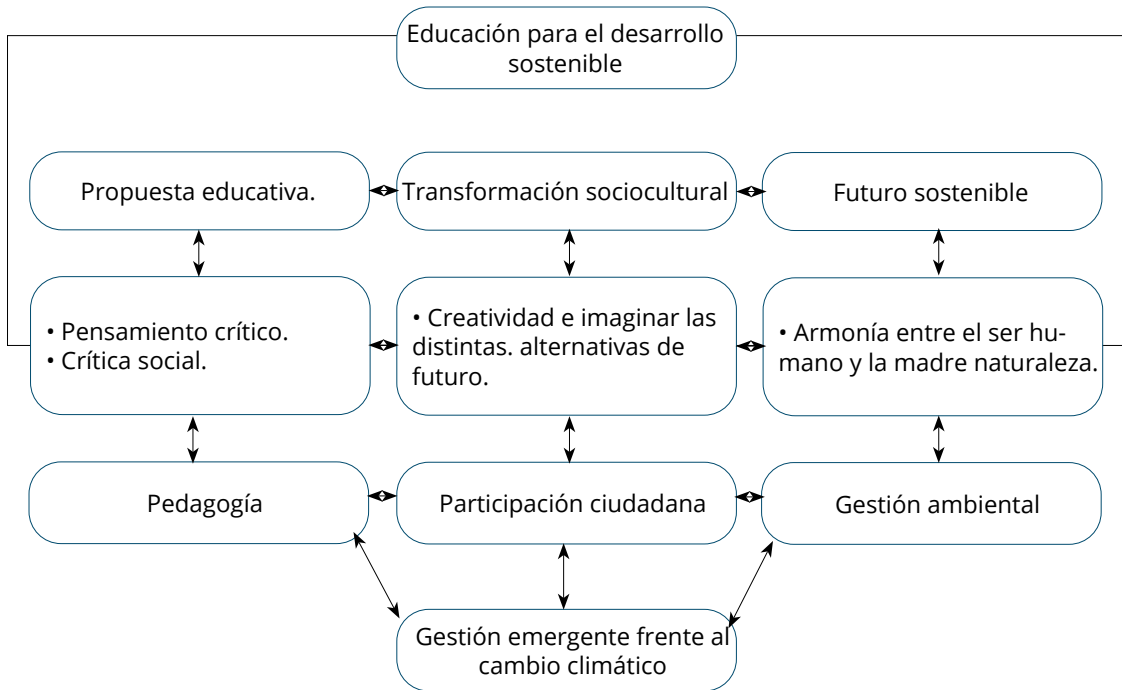 Educación para el desarrollo
sostenible
Propuesta educativa.
Transformación sociocultural
Futuro sostenible
• Pensamiento crítico.
• Crítica social.
• Creatividad e imaginar las
distintas. alternativas de
futuro.
• Armonía entre el ser hu-
mano y la madre naturaleza.
Pedagogía
Participación ciudadana
Gestión ambiental
Gestión emergente frente al
cambio climático